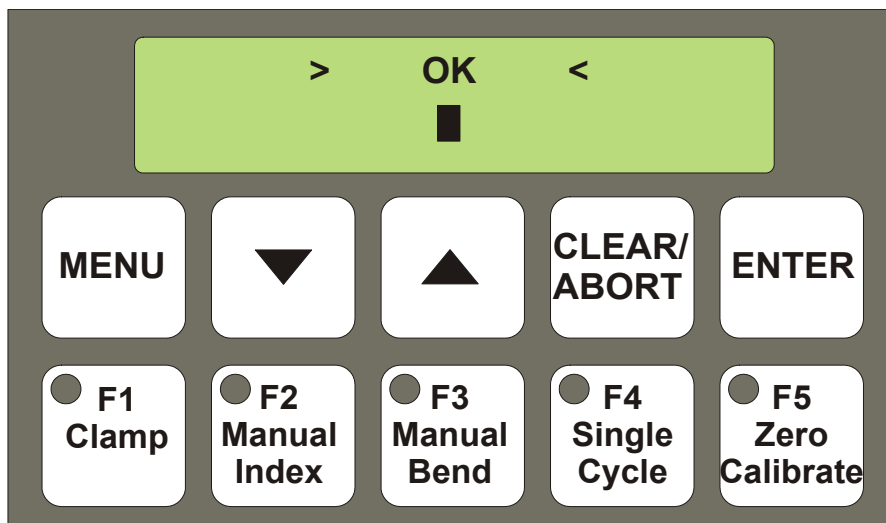 > OK <
MENU
CLEAR/
ABORT
ENTER
F1
Clamp
F2
Manual
Index
F3
Manual
Bend
F4
Single
Cycle
F5
Zero
Calibrate